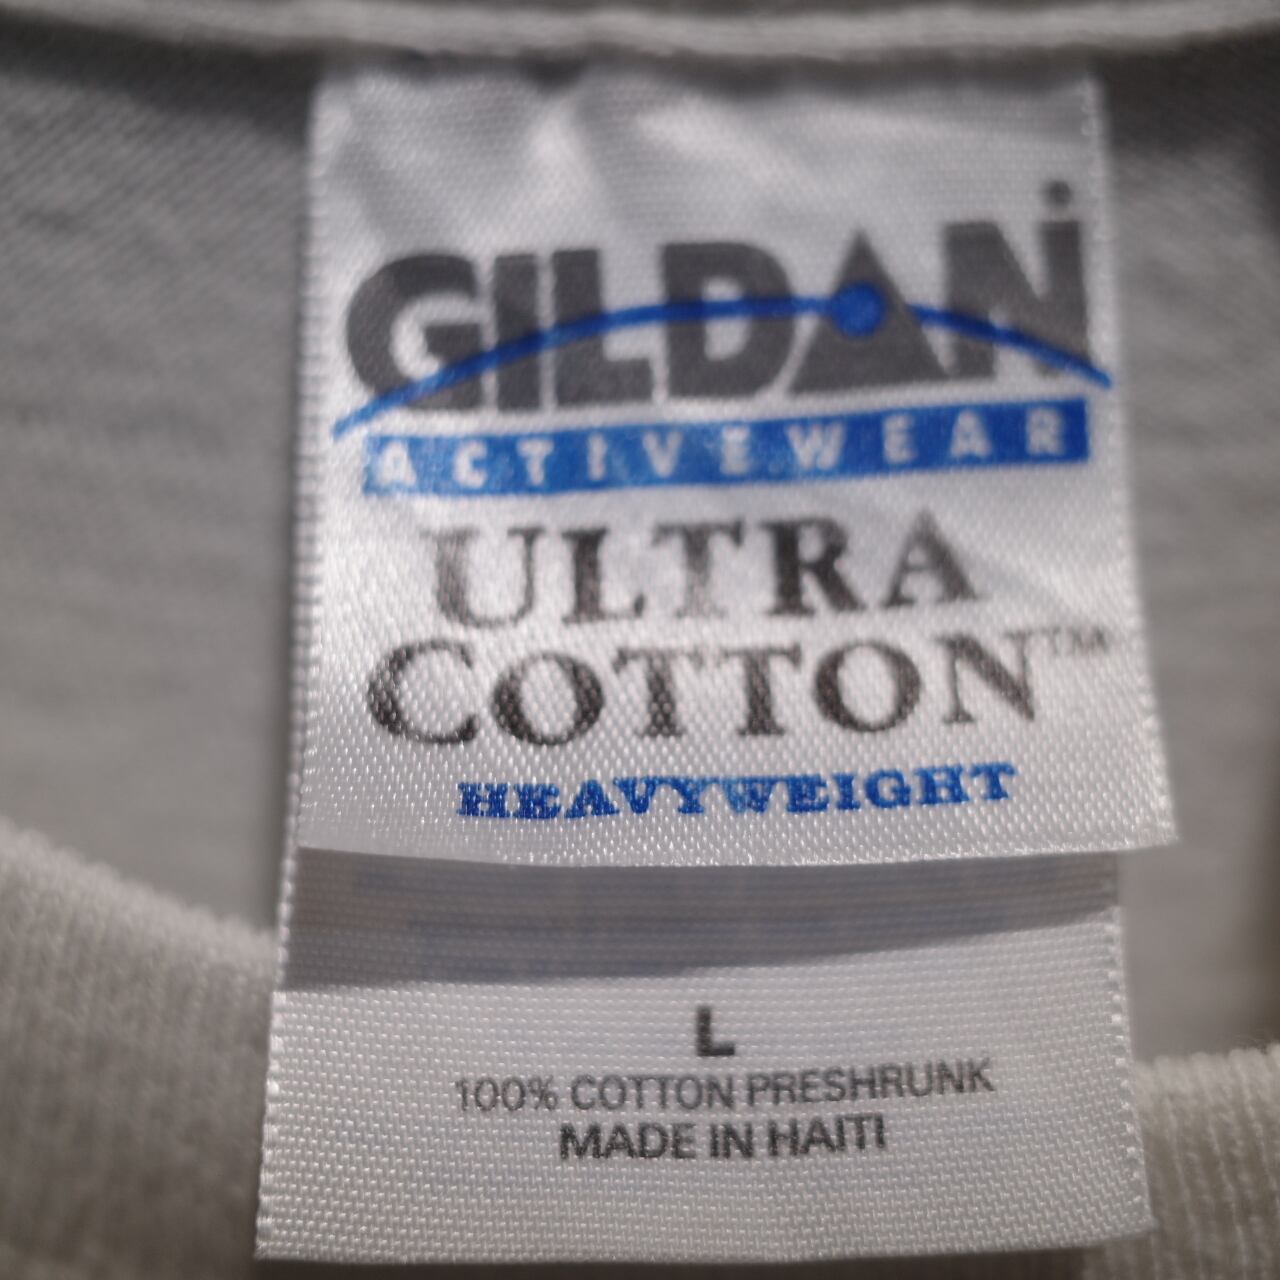 GILDAN
ACTIVEWEAR
ULTRA
COTTON™
HEAVYWEIGHT
L
100% COTTON PRESHRUNK
MADE IN HAITI